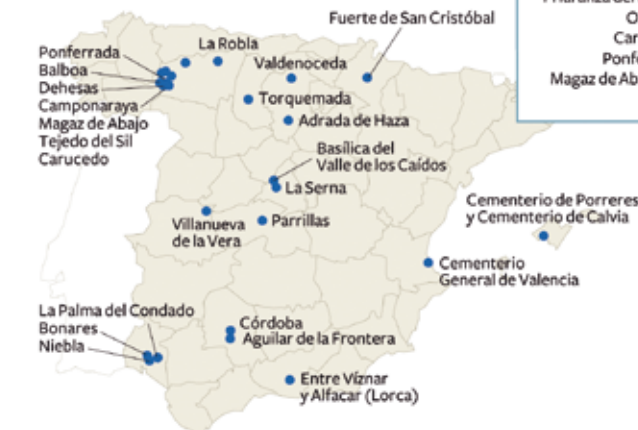 Fuerte de San Cristóbal
Ponferrada
Balboa
Dehesas
Camponaraya
Magaz de Abajo
Tejedo del Sil
Carucedo
La Robla
Valdenoceda
Torquemada
Adrada de Haza
Basílica del
Valle de los Caídos
La Serna
Villanueva
de la Vera
Parrillas
Cementerio de Porreres
y Cementerio de Calvia
Cementerio
General de Valencia
La Palma del Condado
Bonares
Niebla
Córdoba
Aguilar de la Frontera
Entre Víznar
y Alfacar (Lorca)
Magaz de Ab
Ponfe
Car
O